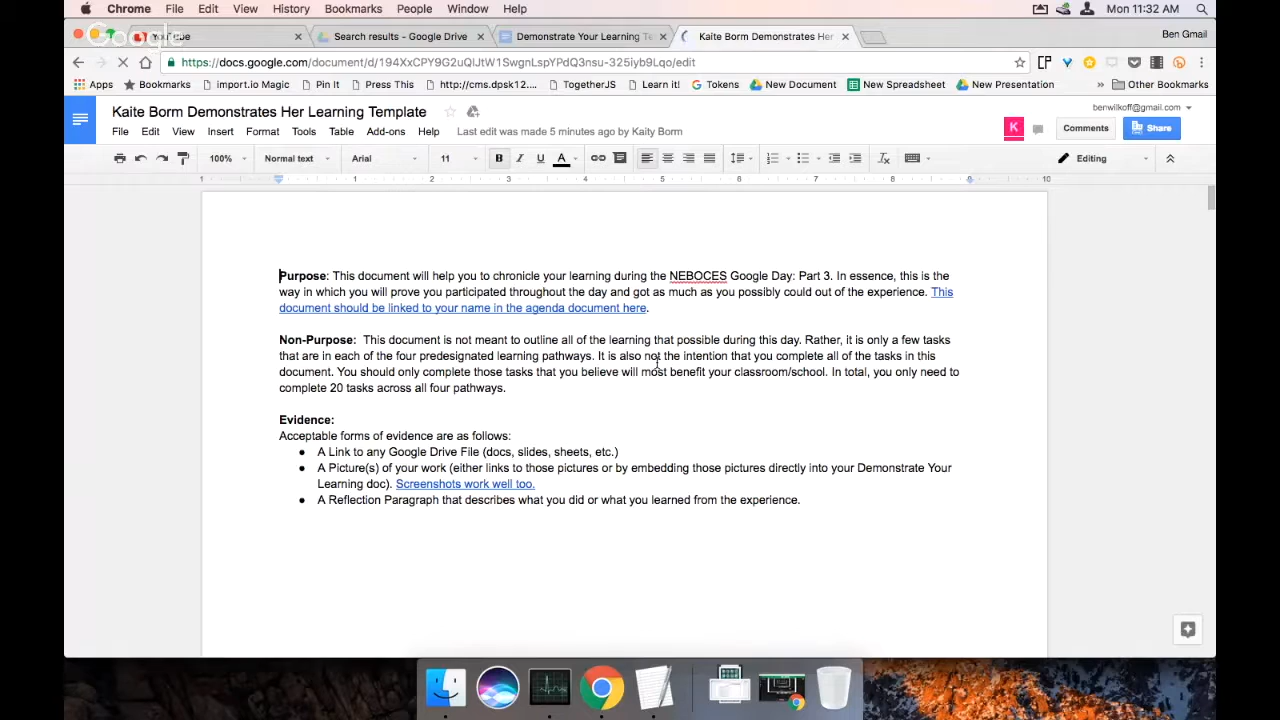 Chrome File Edit View History Bookmarks People Window Help Mon 11:32 AM
Google
YouTube Search results - Google Drive Demonstrate Your Learning Te Kaite Borm Demonstrates Her Ben Gmail
https://docs.google.com/document/d/194XxCPY9G2uQIJtW1SwgnLspYPdQ3nsu-325iyb9Lqo/edit
Apps Bookmarks import.io Magic Pin It Press This http://cms.dpsk12.... TogetherJS Learn it! Tokens New Document New Spreadsheet New Presentation » Other Bookmarks
Kaite Borm Demonstrates Her Learning Template benwilkoff@gmail.com
File Edit View Insert Format Tools Table Add-ons Help Last edit was made 5 minutes ago by Kaity Borm K Comments Share
100% Normal text Arial 11 B I U A Editing
1 1 2 3 4 5 6 7 8 9 10
Purpose: This document will help you to chronicle your learning during the NEBOCES Google Day: Part 3. In essence, this is the
way in which you will prove you participated throughout the day and got as much as you possibly could out of the experience. This
document should be linked to your name in the agenda document here.
Non-Purpose: This document is not meant to outline all of the learning that possible during this day. Rather, it is only a few tasks
that are in each of the four predesignated learning pathways. It is also not the intention that you complete all of the tasks in this
document. You should only complete those tasks that you believe will most benefit your classroom/school. In total, you only need to
complete 20 tasks across all four pathways.
Evidence:
Acceptable forms of evidence are as follows:
● A Link to any Google Drive File (docs, slides, sheets, etc.)
● A Picture(s) of your work (either links to those pictures or by embedding those pictures directly into your Demonstrate Your
Learning doc). Screenshots work well too.
● A Reflection Paragraph that describes what you did or what you learned from the experience.